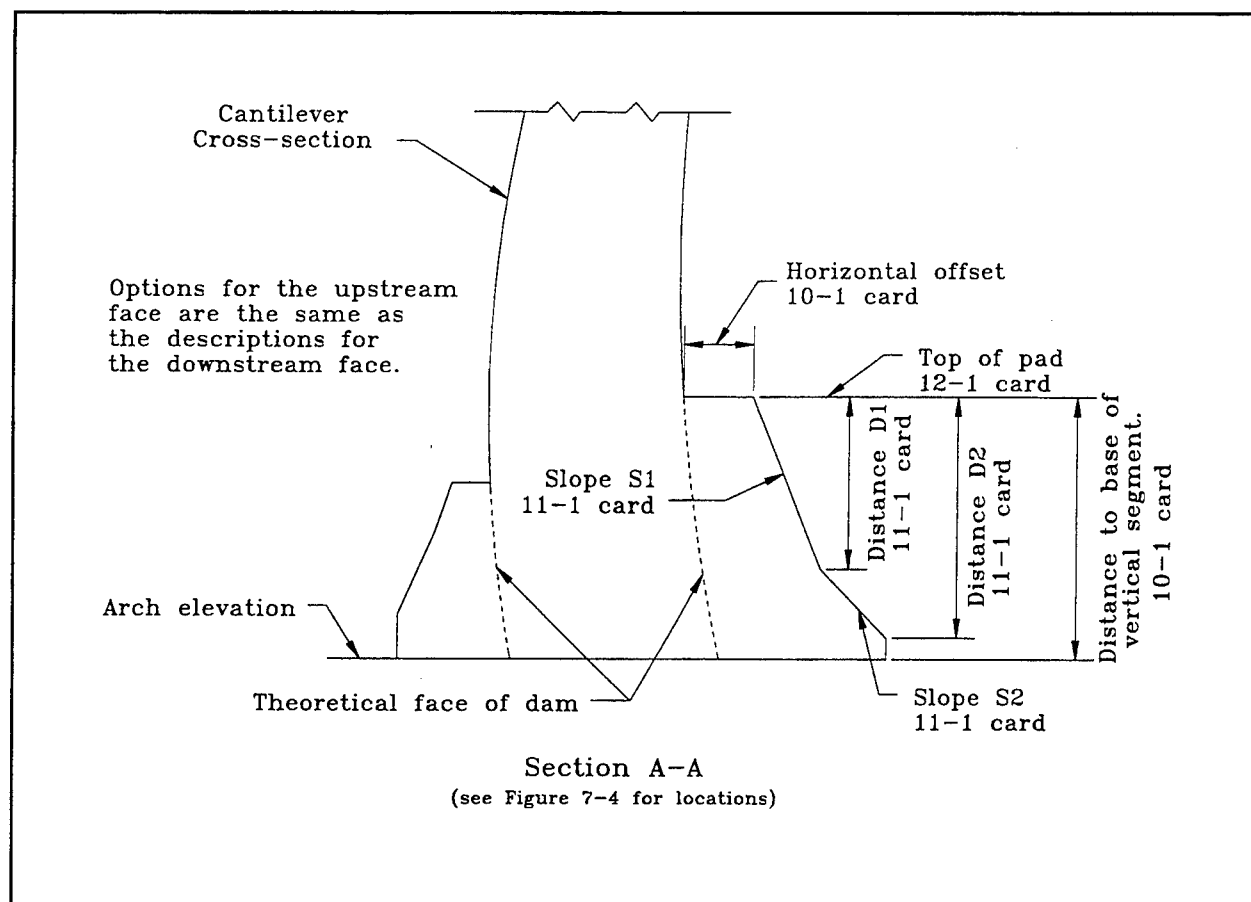 Cantilever
Cross-section
Options for the upstream
face are the same as
the descriptions for
the downstream face.
Horizontal offset
10-1 card
Top of pad
12-1 card
Slope S1
11-1 card
Distance D1
11-1 card
Distance D2
11-1 card
Distance to base of
vertical segment.
10-1 card
Arch elevation
Theoretical face of dam
Slope S2
11-1 card
Section A-A
(see Figure 7-4 for locations)